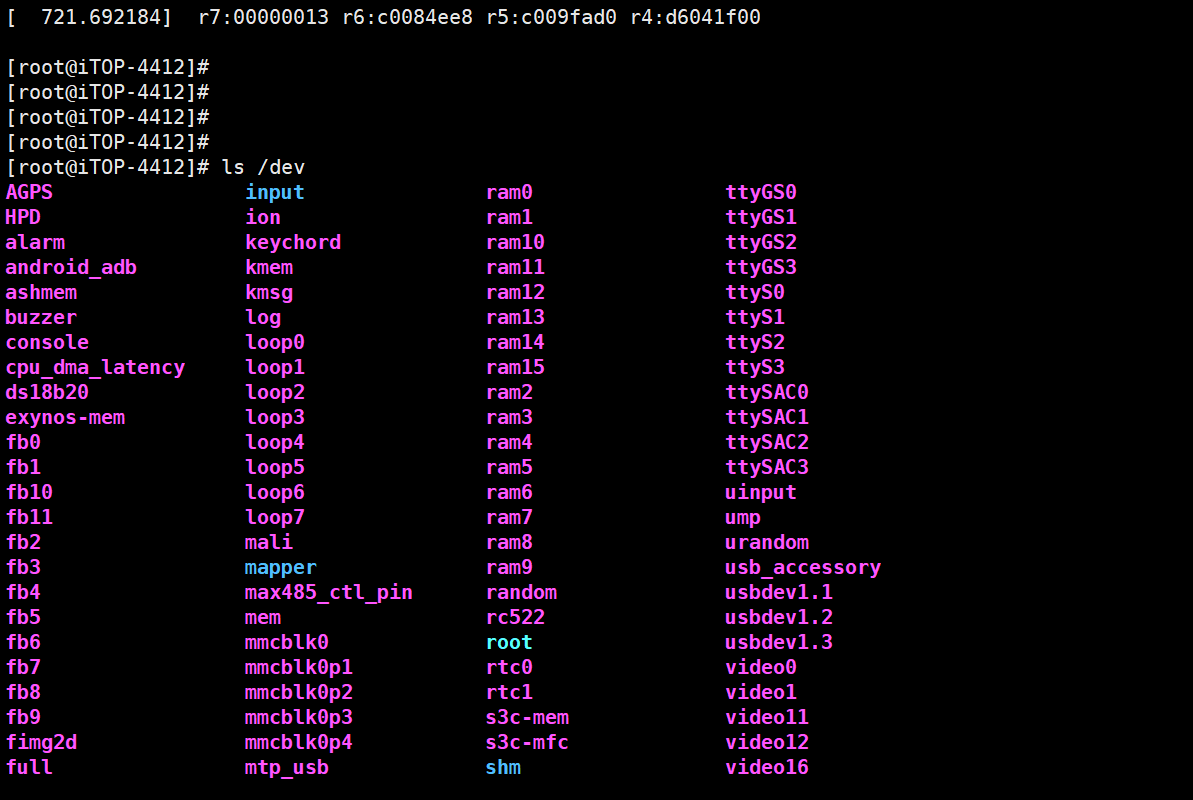 [  721.692184]  r7:00000013 r6:c0084ee8 r5:c009fad0 r4:d6041f00
[root@iTOP-4412]#
[root@iTOP-4412]#
[root@iTOP-4412]#
[root@iTOP-4412]#
[root@iTOP-4412]# ls /dev
AGPS                input               ram0                ttyGS0
HPD                 ion                 ram1                ttyGS1
alarm               keychord            ram10               ttyGS2
android_adb         kmem                ram11               ttyGS3
ashmem              kmsg                ram12               ttyS0
buzzer              log                 ram13               ttyS1
console             loop0               ram14               ttyS2
cpu_dma_latency     loop1               ram15               ttyS3
ds18b20             loop2               ram2                ttySAC0
exynos-mem          loop3               ram3                ttySAC1
fb0                 loop4               ram4                ttySAC2
fb1                 loop5               ram5                ttySAC3
fb10                loop6               ram6                uinput
fb11                loop7               ram7                ump
fb2                 mali                ram8                urandom
fb3                 mapper              ram9                usb_accessory
fb4                 max485_ctl_pin      random              usbdev1.1
fb5                 mem                 rc522               usbdev1.2
fb6                 mmcblk0             root                usbdev1.3
fb7                 mmcblk0p1           rtc0                video0
fb8                 mmcblk0p2           rtc1                video1
fb9                 mmcblk0p3           s3c-mem             video11
fimg2d              mmcblk0p4           s3c-mfc             video12
full                mtp_usb             shm                 video16